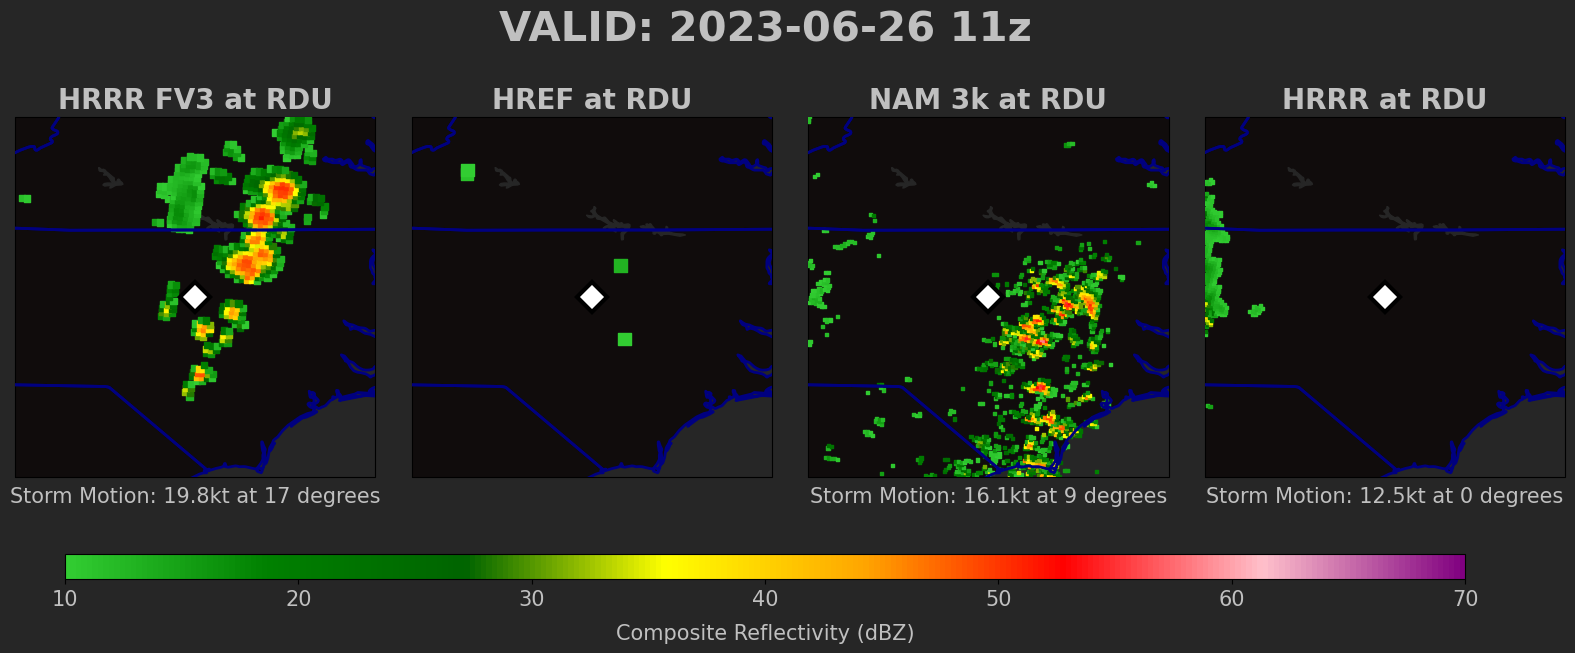 VALID: 2023-06-26 11z
HRRR FV3 at RDU
HREF at RDU
NAM 3k at RDU
HRRR at RDU
Storm Motion: 19.8kt at 17 degrees
Storm Motion: 16.1kt at 9 degrees
Storm Motion: 12.5kt at 0 degrees
10 20 30 40 50 60 70
Composite Reflectivity (dBZ)